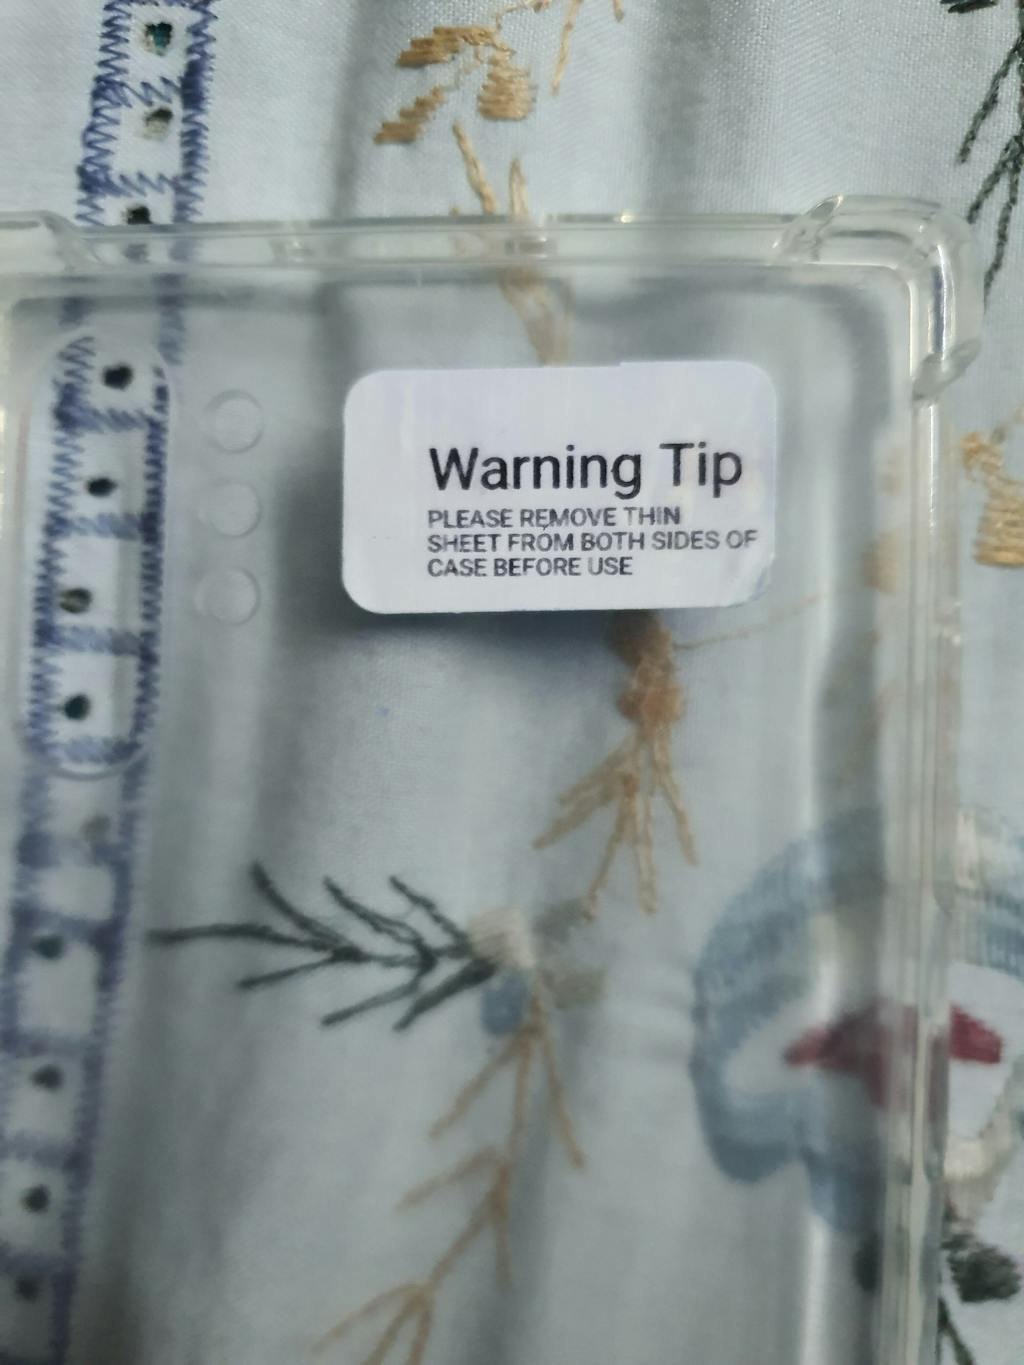 Warning Tip
PLEASE REMOVE THIN
SHEET FROM BOTH SIDES OF
CASE BEFORE USE